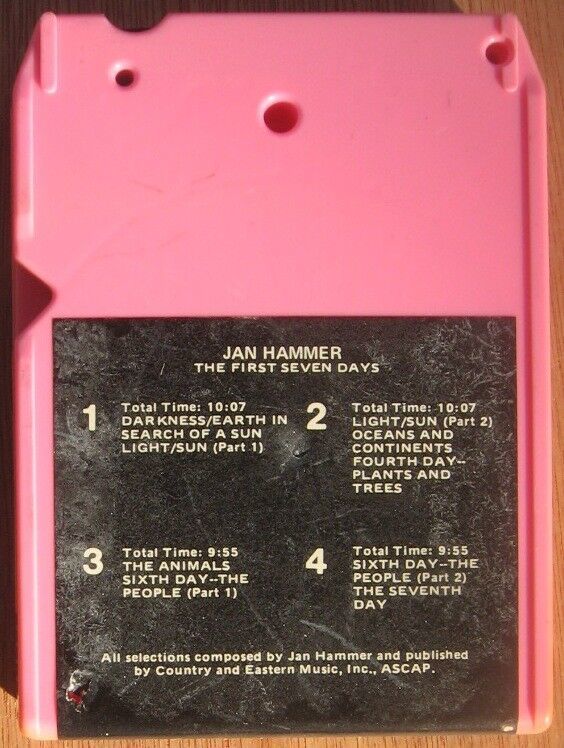 JAN HAMMER
THE FIRST SEVEN DAYS
1
Total Time: 10:07
DARKNESS/EARTH IN
SEARCH OF A SUN
LIGHT/SUN (Part 1)
2
Total Time: 10:07
LIGHT/SUN (Part 2)
OCEANS AND
CONTINENTS
FOURTH DAY--
PLANTS AND
TREES
3
Total Time: 9:55
THE ANIMALS
SIXTH DAY--THE
PEOPLE (Part 1)
4
Total Time: 9:55
SIXTH DAY--THE
PEOPLE (Part 2)
THE SEVENTH
DAY
All selections composed by Jan Hammer and published
by Country and Eastern Music, Inc., ASCAP.